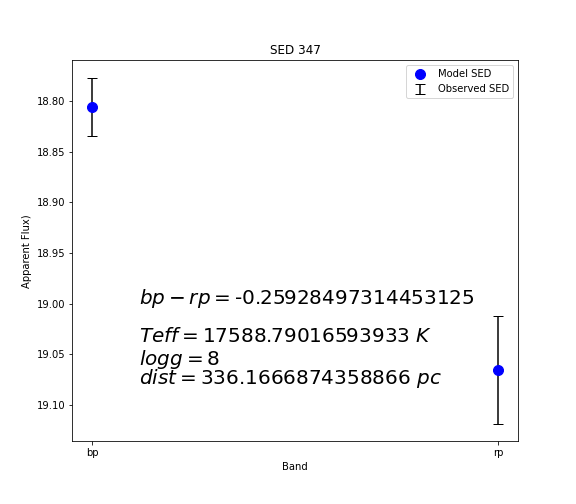 SED 347
Model SED
Observed SED
18.80
18.85
18.90
18.95
19.00
19.05
19.10
Apparent Flux)
bp − rp = -0.25928497314453125
Teff = 17588.79016593933 K
logg = 8
dist = 336.1666874358866 pc
bp
rp
Band